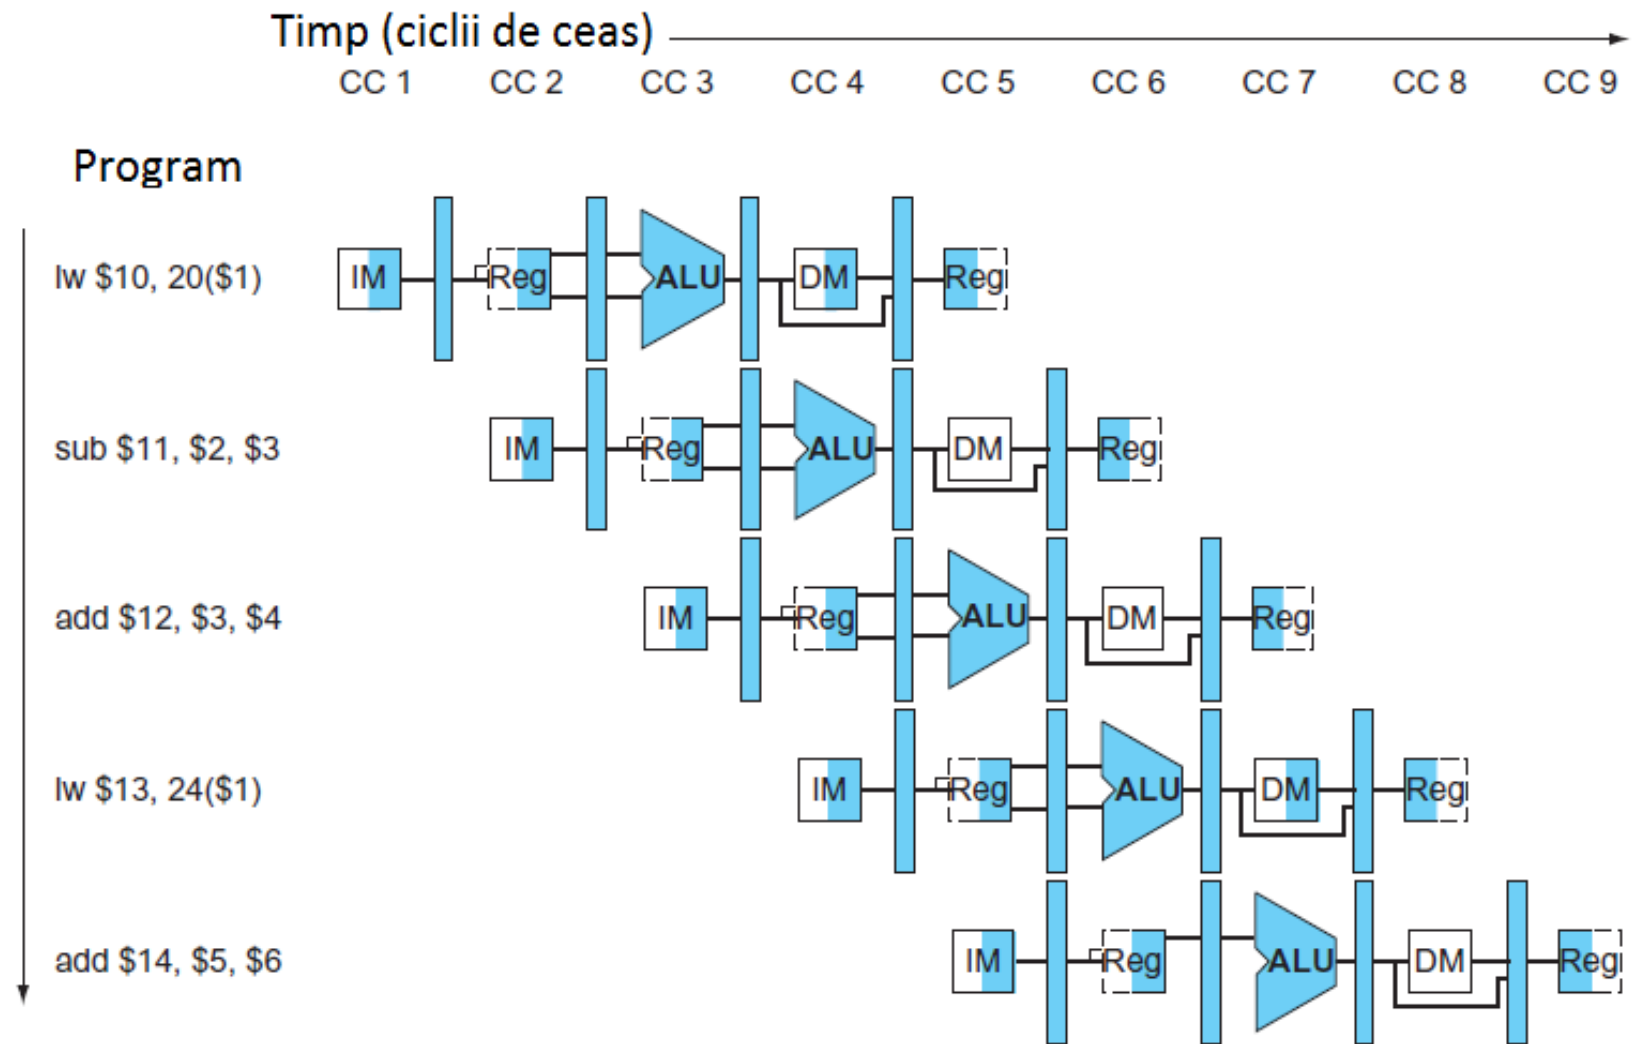 Timp (ciclii de ceas)
CC 1 CC 2 CC 3 CC 4 CC 5 CC 6 CC 7 CC 8 CC 9
Program
lw $10, 20($1) IM Reg ALU DM Reg
sub $11, $2, $3 IM Reg ALU DM Reg
add $12, $3, $4 IM Reg ALU DM Reg
lw $13, 24($1) IM Reg ALU DM Reg
add $14, $5, $6 IM Reg ALU DM Reg